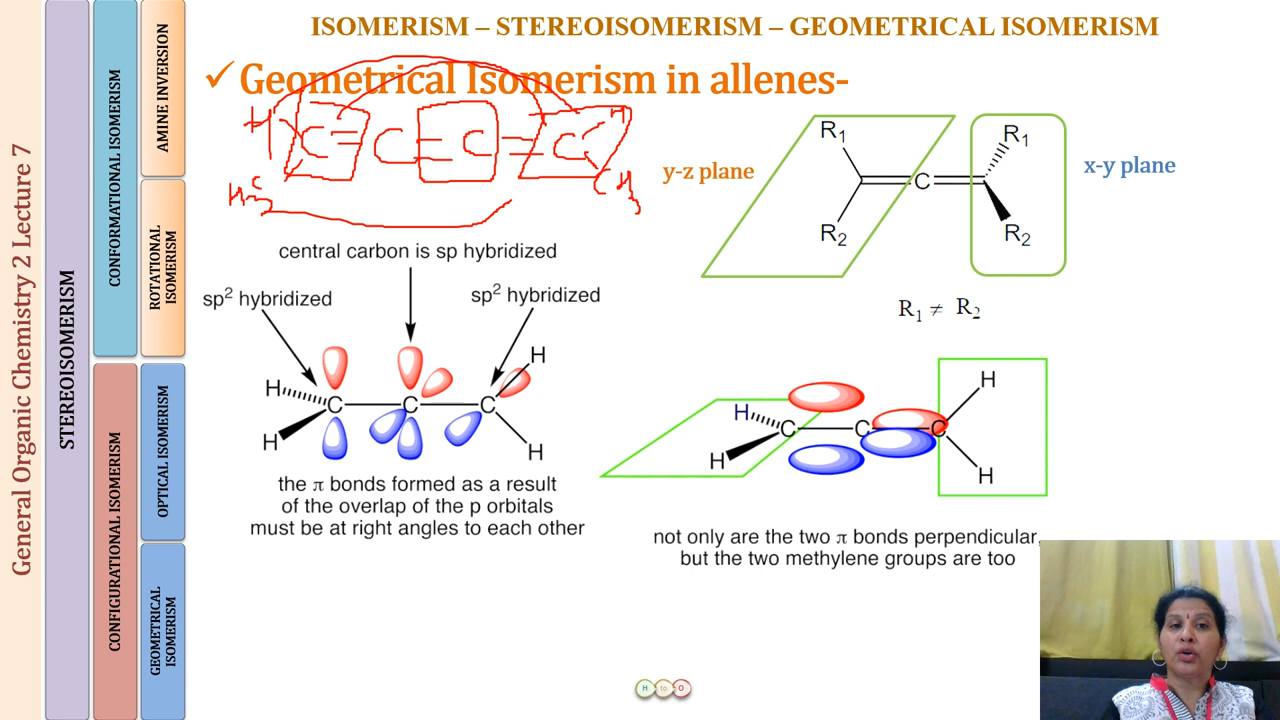 ISOMERISM – STEREOISOMERISM – GEOMETRICAL ISOMERISM
General Organic Chemistry 2 Lecture 7
STEREOISOMERISM
CONFORMATIONAL ISOMERISM
CONFIGURATIONAL ISOMERISM
AMINE INVERSION
ROTATIONAL
ISOMERISM
OPTICAL ISOMERISM
GEOMETRICAL
ISOMERISM
✓ Geometrical Isomerism in allenes-
H H
C = C = C = C
H3C CH3
y-z plane
R1 R1
C
R2 R2
x-y plane
R1 ≠ R2
central carbon is sp hybridized
sp2 hybridized sp2 hybridized
H H
C C C
H H
the π bonds formed as a result
of the overlap of the p orbitals
must be at right angles to each other
H H
C C C
H H
not only are the two π bonds perpendicular,
but the two methylene groups are too
H to O